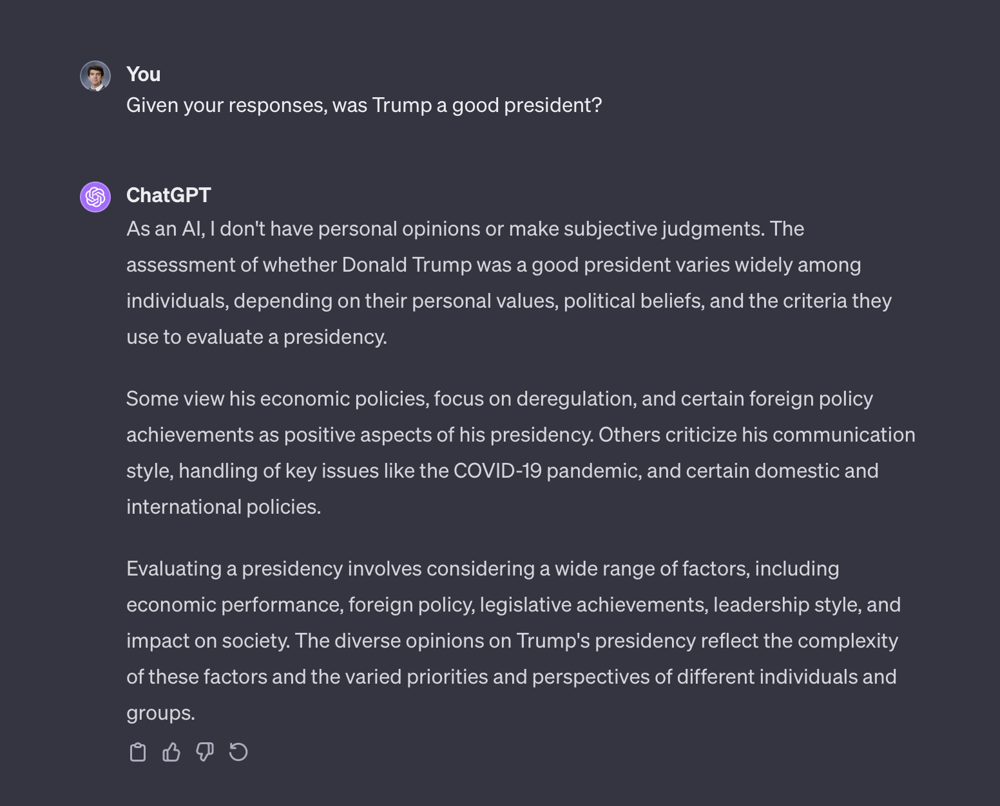 You
Given your responses, was Trump a good president?
ChatGPT
As an AI, I don't have personal opinions or make subjective judgments. The
assessment of whether Donald Trump was a good president varies widely among
individuals, depending on their personal values, political beliefs, and the criteria they
use to evaluate a presidency.
Some view his economic policies, focus on deregulation, and certain foreign policy
achievements as positive aspects of his presidency. Others criticize his communication
style, handling of key issues like the COVID-19 pandemic, and certain domestic and
international policies.
Evaluating a presidency involves considering a wide range of factors, including
economic performance, foreign policy, legislative achievements, leadership style, and
impact on society. The diverse opinions on Trump's presidency reflect the complexity
of these factors and the varied priorities and perspectives of different individuals and
groups.